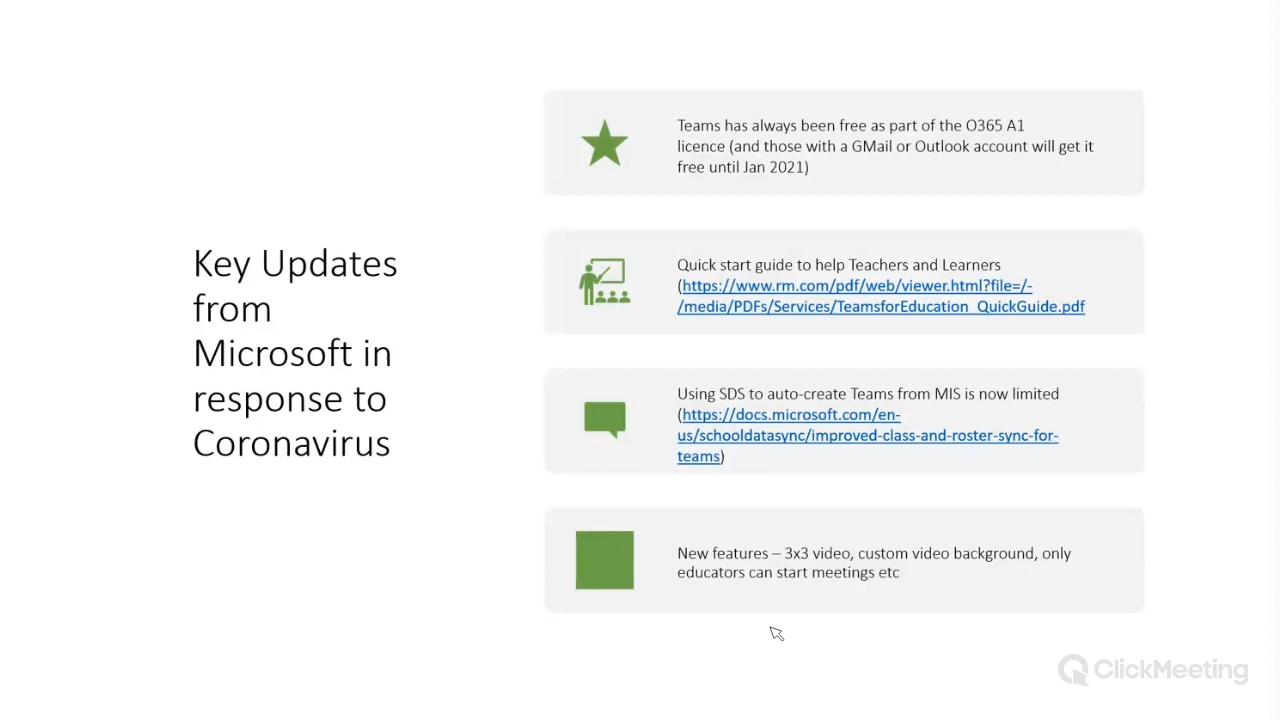 Key Updates
from
Microsoft in
response to
Coronavirus
Teams has always been free as part of the O365 A1
licence (and those with a GMail or Outlook account will get it
free until Jan 2021)
Quick start guide to help Teachers and Learners
(https://www.rm.com/pdf/web/viewer.html?file=/-
/media/PDFs/Services/TeamsforEducation_QuickGuide.pdf
Using SDS to auto-create Teams from MIS is now limited
(https://docs.microsoft.com/en-
us/schooldatasync/improved-class-and-roster-sync-for-
teams)
New features – 3x3 video, custom video background, only
educators can start meetings etc
ClickMeeting